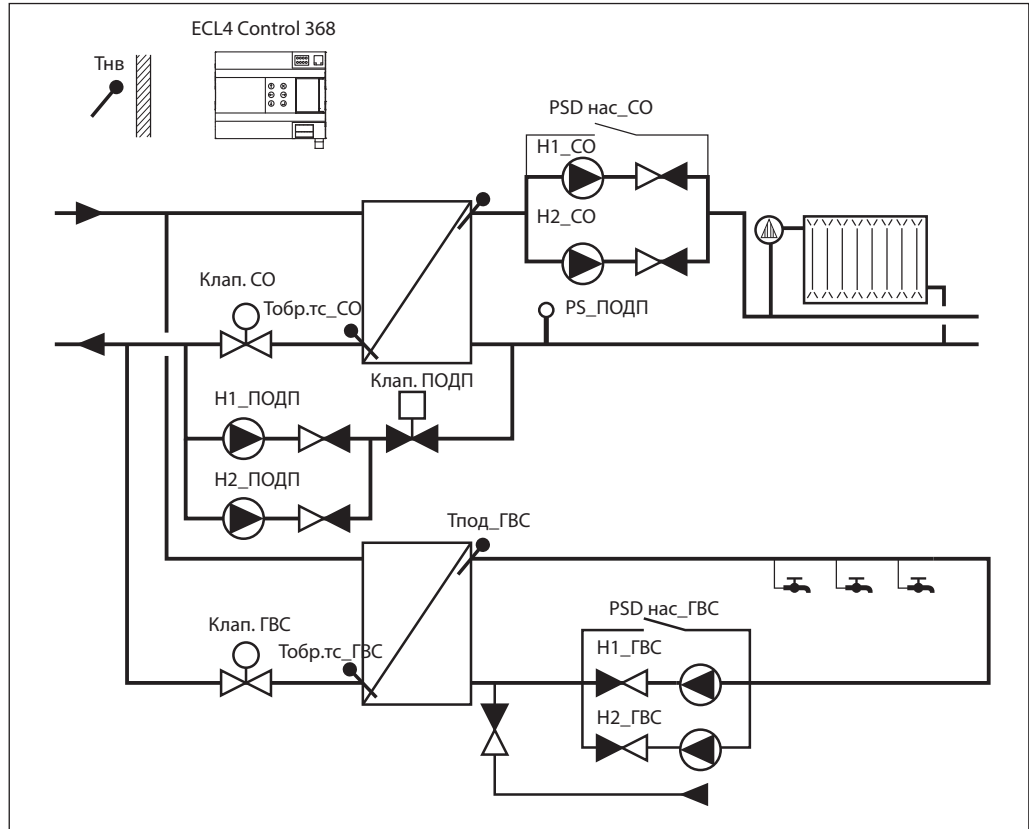 ECL4 Control 368
Тнв
PSD нас_СО
Н1_СО
Н2_СО
Клап. СО
Тобр.тс_СО
PS_ПОДП
Клап. ПОДП
Н1_ПОДП
Н2_ПОДП
Тпод_ГВС
Клап. ГВС
Тобр.тс_ГВС
PSD нас_ГВС
Н1_ГВС
Н2_ГВС